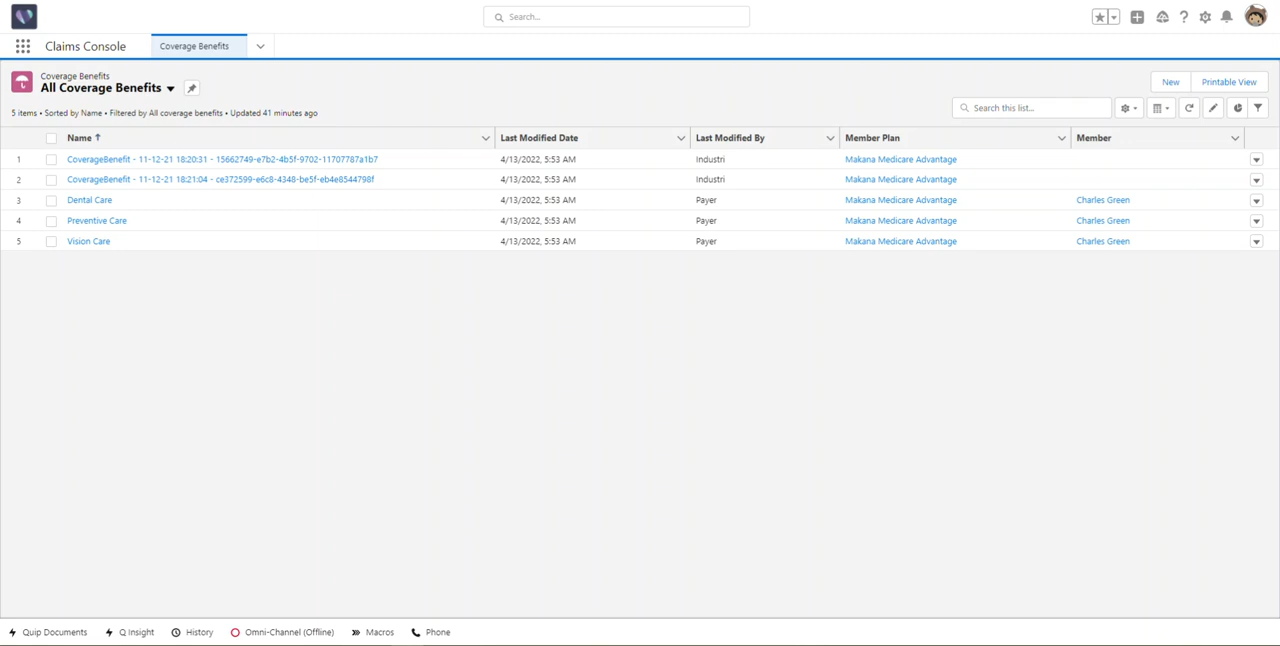 Search...
Claims Console
Coverage Benefits
Coverage Benefits
All Coverage Benefits
New
Printable View
5 items • Sorted by Name • Filtered by All coverage benefits • Updated 41 minutes ago
Search this list...
Name ↑ Last Modified Date Last Modified By Member Plan Member
1 CoverageBenefit - 11-12-21 18:20:31 - 15662749-e7b2-4b5f-9702-11707787a1b7 4/13/2022, 5:53 AM Industri Makana Medicare Advantage
2 CoverageBenefit - 11-12-21 18:21:04 - ce372599-e6c8-4348-be5f-eb4e8544798f 4/13/2022, 5:53 AM Industri Makana Medicare Advantage
3 Dental Care 4/13/2022, 5:53 AM Payer Makana Medicare Advantage Charles Green
4 Preventive Care 4/13/2022, 5:53 AM Payer Makana Medicare Advantage Charles Green
5 Vision Care 4/13/2022, 5:53 AM Payer Makana Medicare Advantage Charles Green
Quip Documents Q Insight History Omni-Channel (Offline) Macros Phone